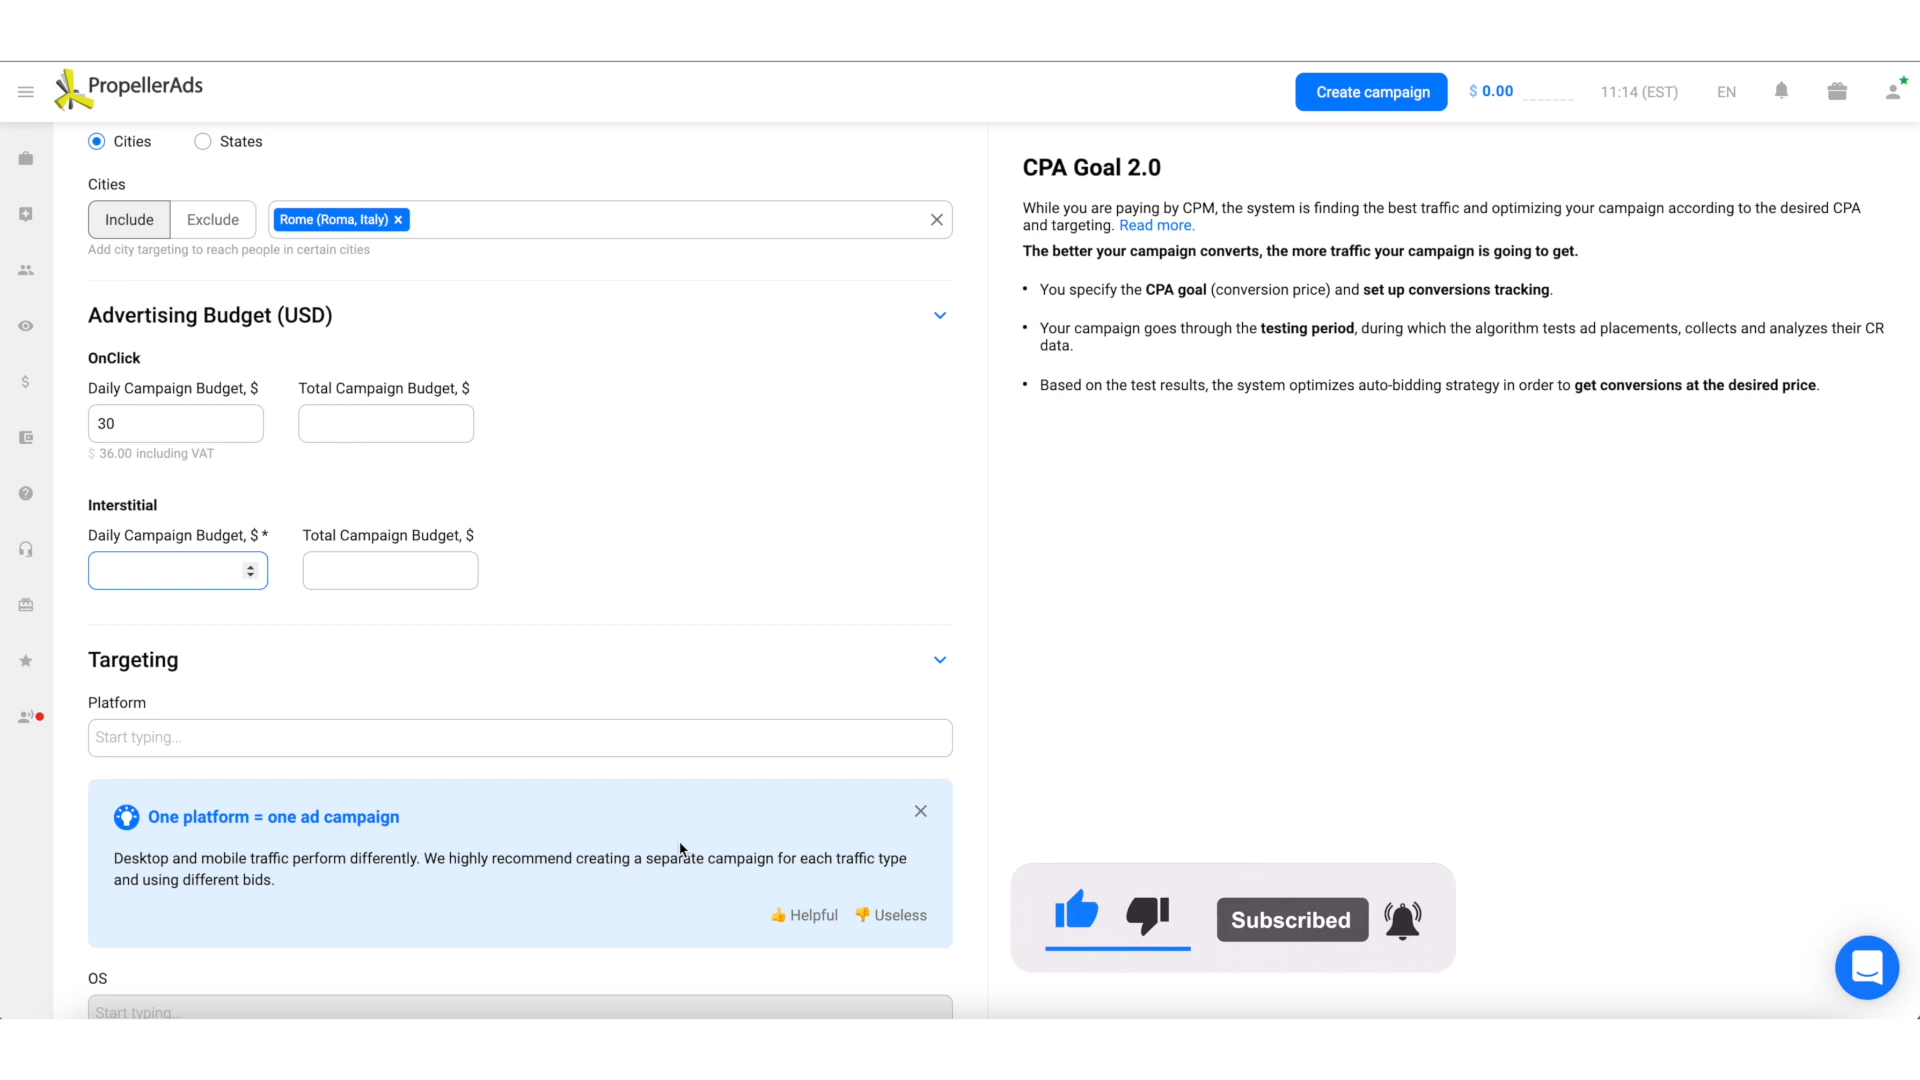 PropellerAds
Create campaign
$ 0.00
11:14 (EST)
EN
Cities
States
Cities
Include
Exclude
Rome (Roma, Italy) ×
Add city targeting to reach people in certain cities
Advertising Budget (USD)
OnClick
Daily Campaign Budget, $
Total Campaign Budget, $
30
$ 36.00 including VAT
Interstitial
Daily Campaign Budget, $ *
Total Campaign Budget, $
Targeting
Platform
Start typing...
One platform = one ad campaign
Desktop and mobile traffic perform differently. We highly recommend creating a separate campaign for each traffic type
and using different bids.
👍 Helpful
👎 Useless
OS
Start typing...
CPA Goal 2.0
While you are paying by CPM, the system is finding the best traffic and optimizing your campaign according to the desired CPA
and targeting. Read more.
The better your campaign converts, the more traffic your campaign is going to get.
• You specify the CPA goal (conversion price) and set up conversions tracking.
• Your campaign goes through the testing period, during which the algorithm tests ad placements, collects and analyzes their CR
data.
• Based on the test results, the system optimizes auto-bidding strategy in order to get conversions at the desired price.
Subscribed